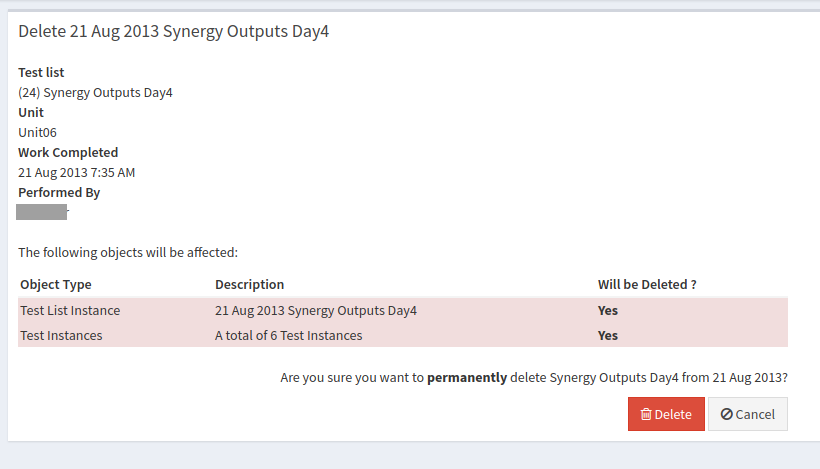 Delete 21 Aug 2013 Synergy Outputs Day4
Test list
(24) Synergy Outputs Day4
Unit
Unit06
Work Completed
21 Aug 2013 7:35 AM
Performed By
The following objects will be affected:
Object Type Description Will be Deleted ?
Test List Instance 21 Aug 2013 Synergy Outputs Day4 Yes
Test Instances A total of 6 Test Instances Yes
Are you sure you want to permanently delete Synergy Outputs Day4 from 21 Aug 2013?
Delete Cancel